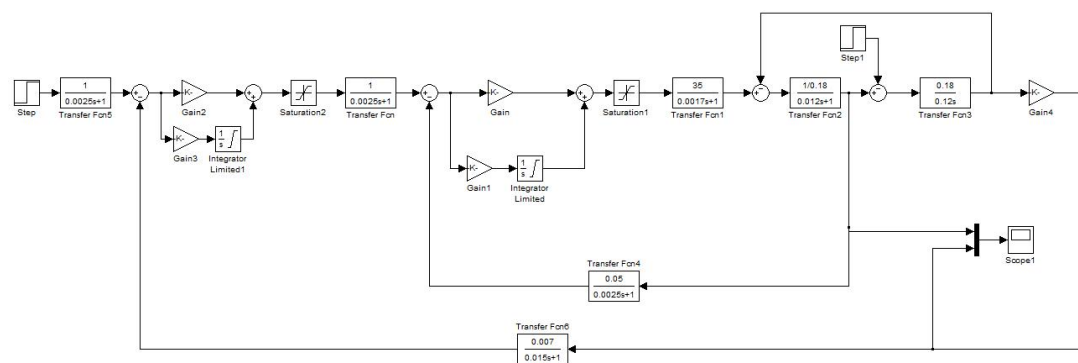 Step
1
0.0025s+1
Transfer Fcn5
K-
Gain2
K-
Gain3
1
s
Integrator
Limited1
Saturation2
1
0.0025s+1
Transfer Fcn
K-
Gain
K-
Gain1
1
s
Integrator
Limited
Saturation1
35
0.0017s+1
Transfer Fcn1
1/0.18
0.012s+1
Transfer Fcn2
Step1
0.18
0.12s
Transfer Fcn3
K-
Gain4
Scope1
Transfer Fcn4
0.05
0.0025s+1
Transfer Fcn6
0.007
0.015s+1